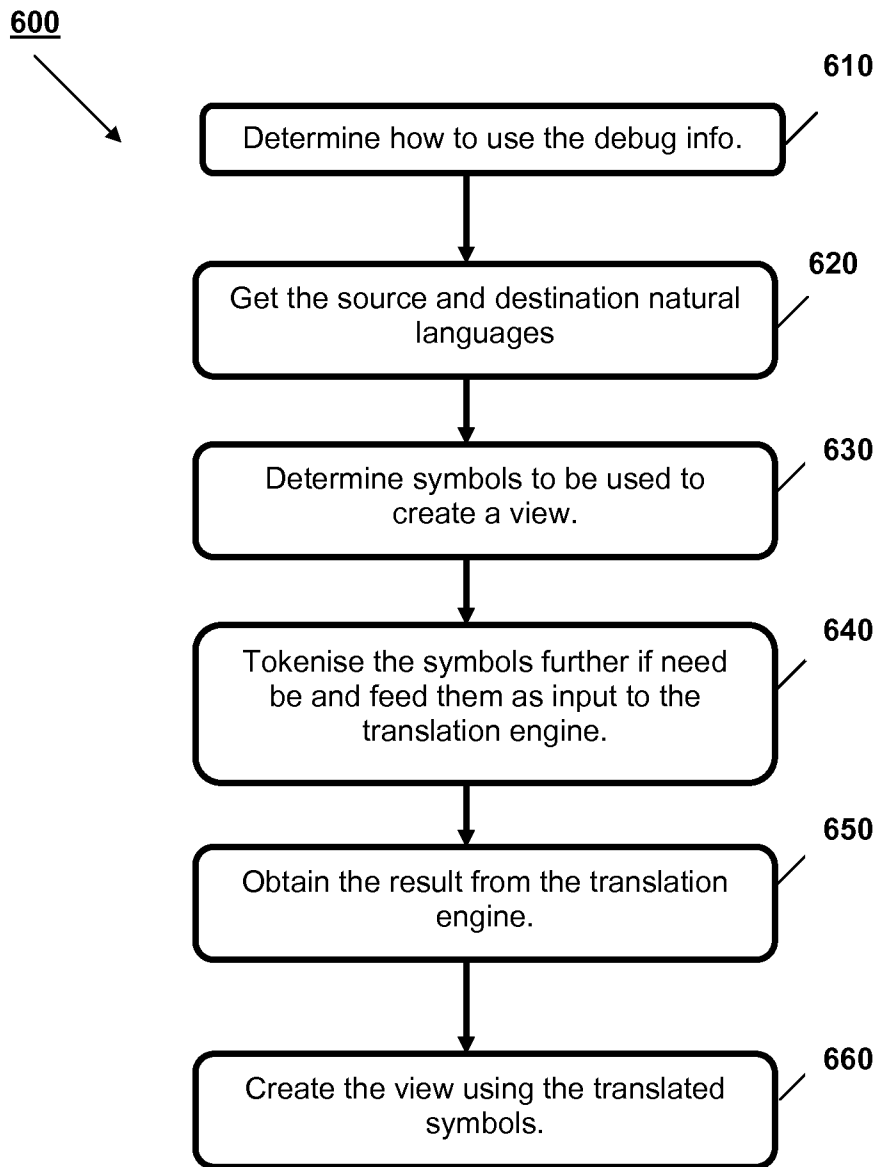 600
610
Determine how to use the debug info.
620
Get the source and destination natural
languages
630
Determine symbols to be used to
create a view.
640
Tokenise the symbols further if need
be and feed them as input to the
translation engine.
650
Obtain the result from the translation
engine.
660
Create the view using the translated
symbols.